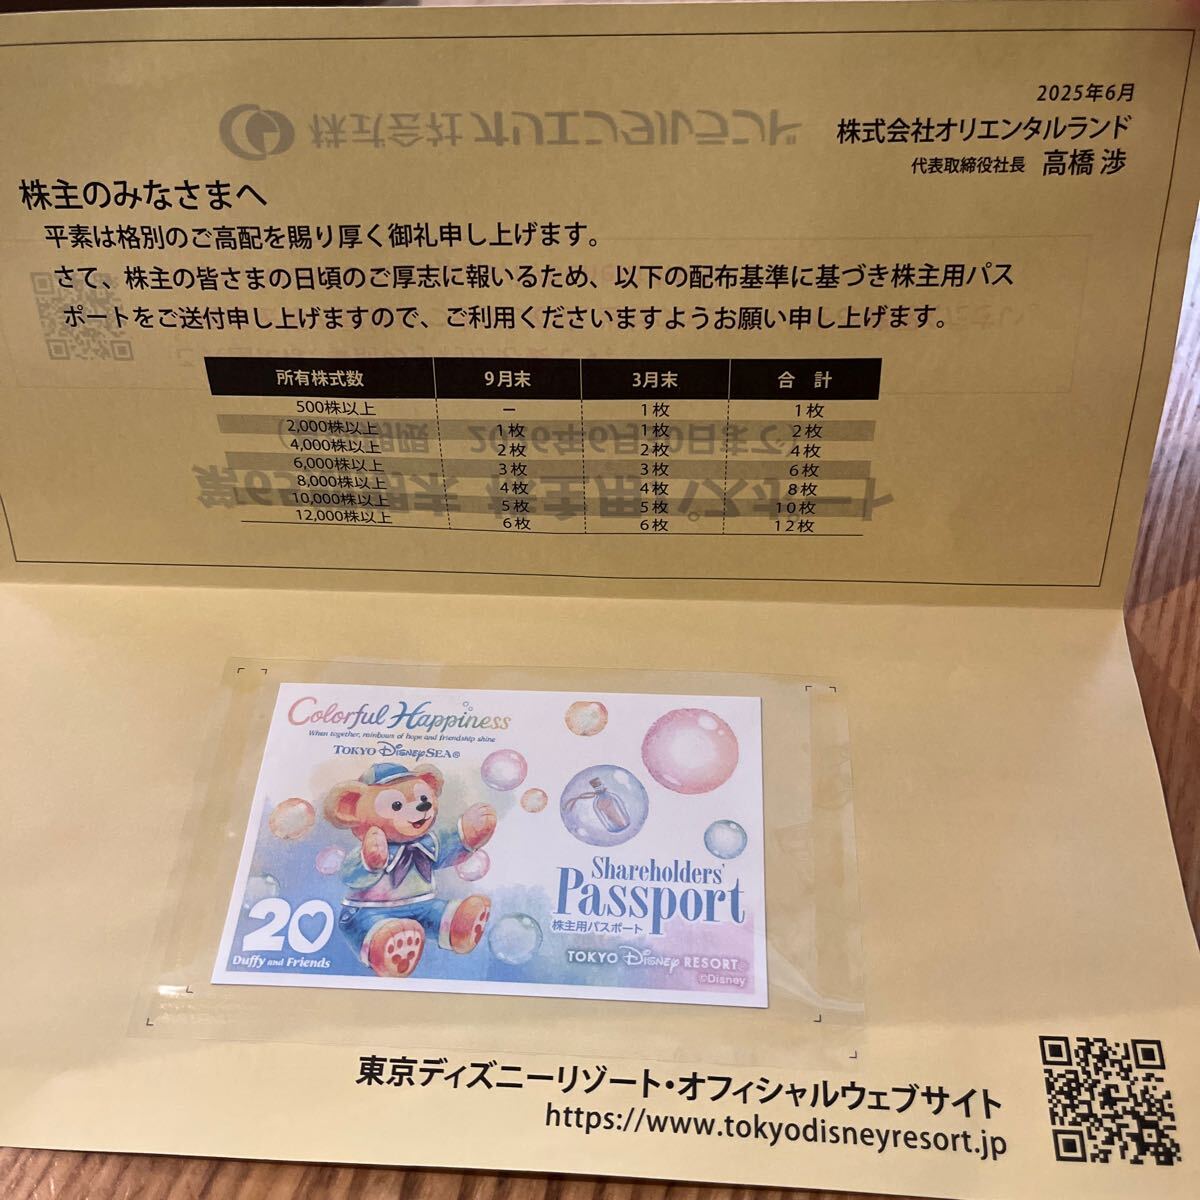 2025年6月
株式会社オリエンタルランド
代表取締役社長 高橋 渉
株主のみなさまへ
平素は格別のご高配を賜り厚く御礼申し上げます。
さて、株主の皆さまの日頃のご厚志に報いるため、以下の配布基準に基づき株主用パス
ポートをご送付申し上げますので、ご利用くださいますようお願い申し上げます。
所有株式数 9月末 3月末 合 計
500株以上 − 1枚 1枚
2,000株以上 1枚 1枚 2枚
4,000株以上 2枚 2枚 4枚
6,000株以上 3枚 3枚 6枚
8,000株以上 4枚 4枚 8枚
10,000株以上 5枚 5枚 10枚
12,000株以上 6枚 6枚 12枚
Colorful Happiness
When together, rainbows of hope and friendship shine
TOKYO DISNEY SEA®
Shareholders'
Passport
株主用パスポート
20
Duffy and Friends
TOKYO DISNEY RESORT®
©Disney
東京ディズニーリゾート・オフィシャルウェブサイト
https://www.tokyodisneyresort.jp
株式会社オリエンタルランド